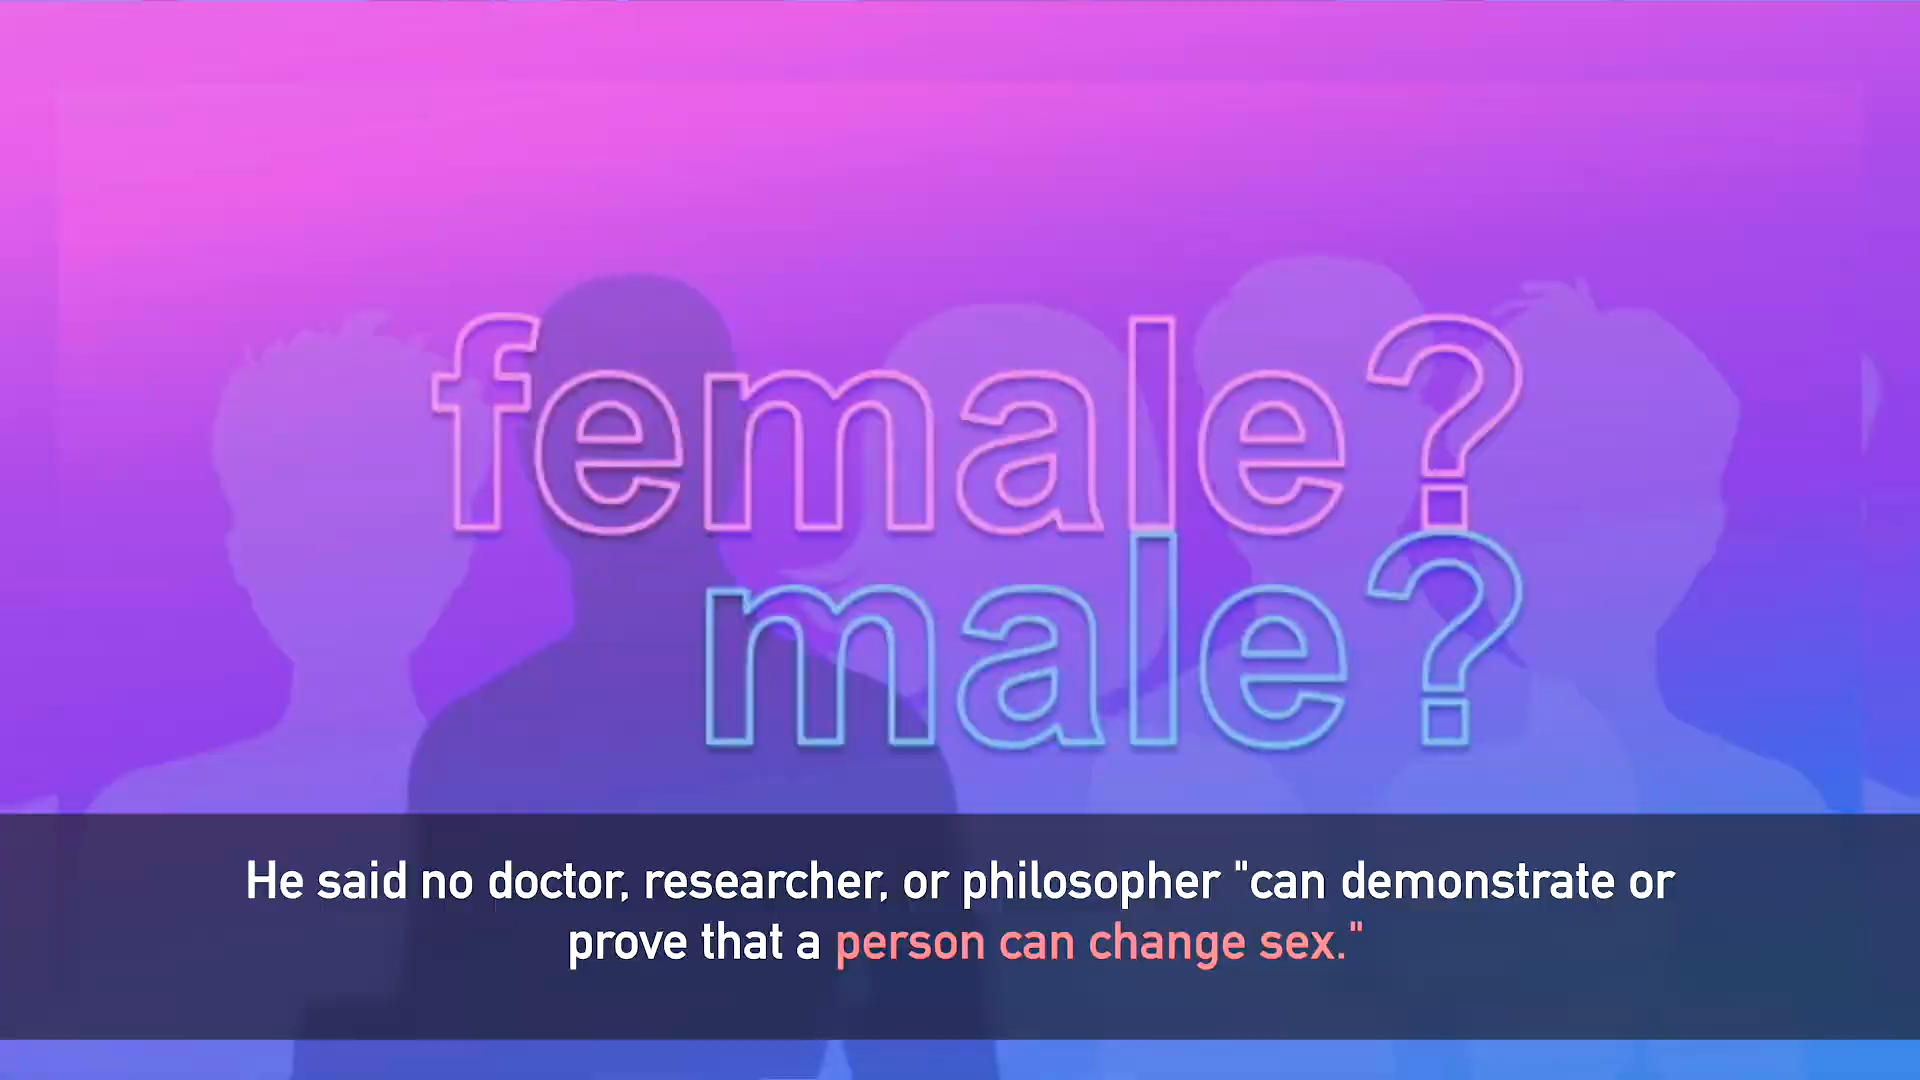 female?
male?
He said no doctor, researcher, or philosopher "can demonstrate or
prove that a person can change sex."